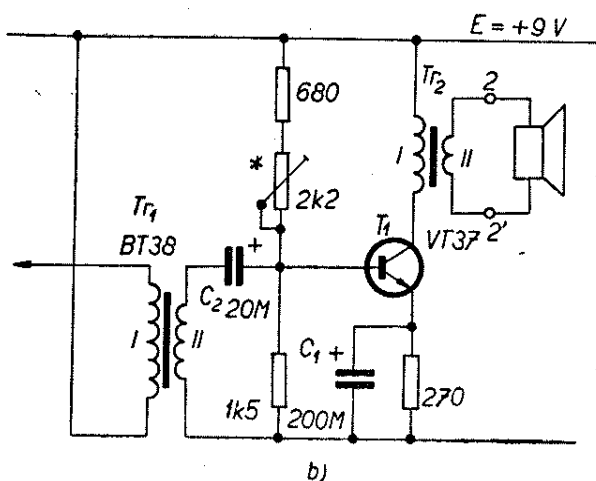 E = +9 V
680
Tr2
2
*
2k2
I
II
Tr1
BT38
T1
VT37
2'
+
C2
20M
I
II
C1
+
1k5
200M
270
b)